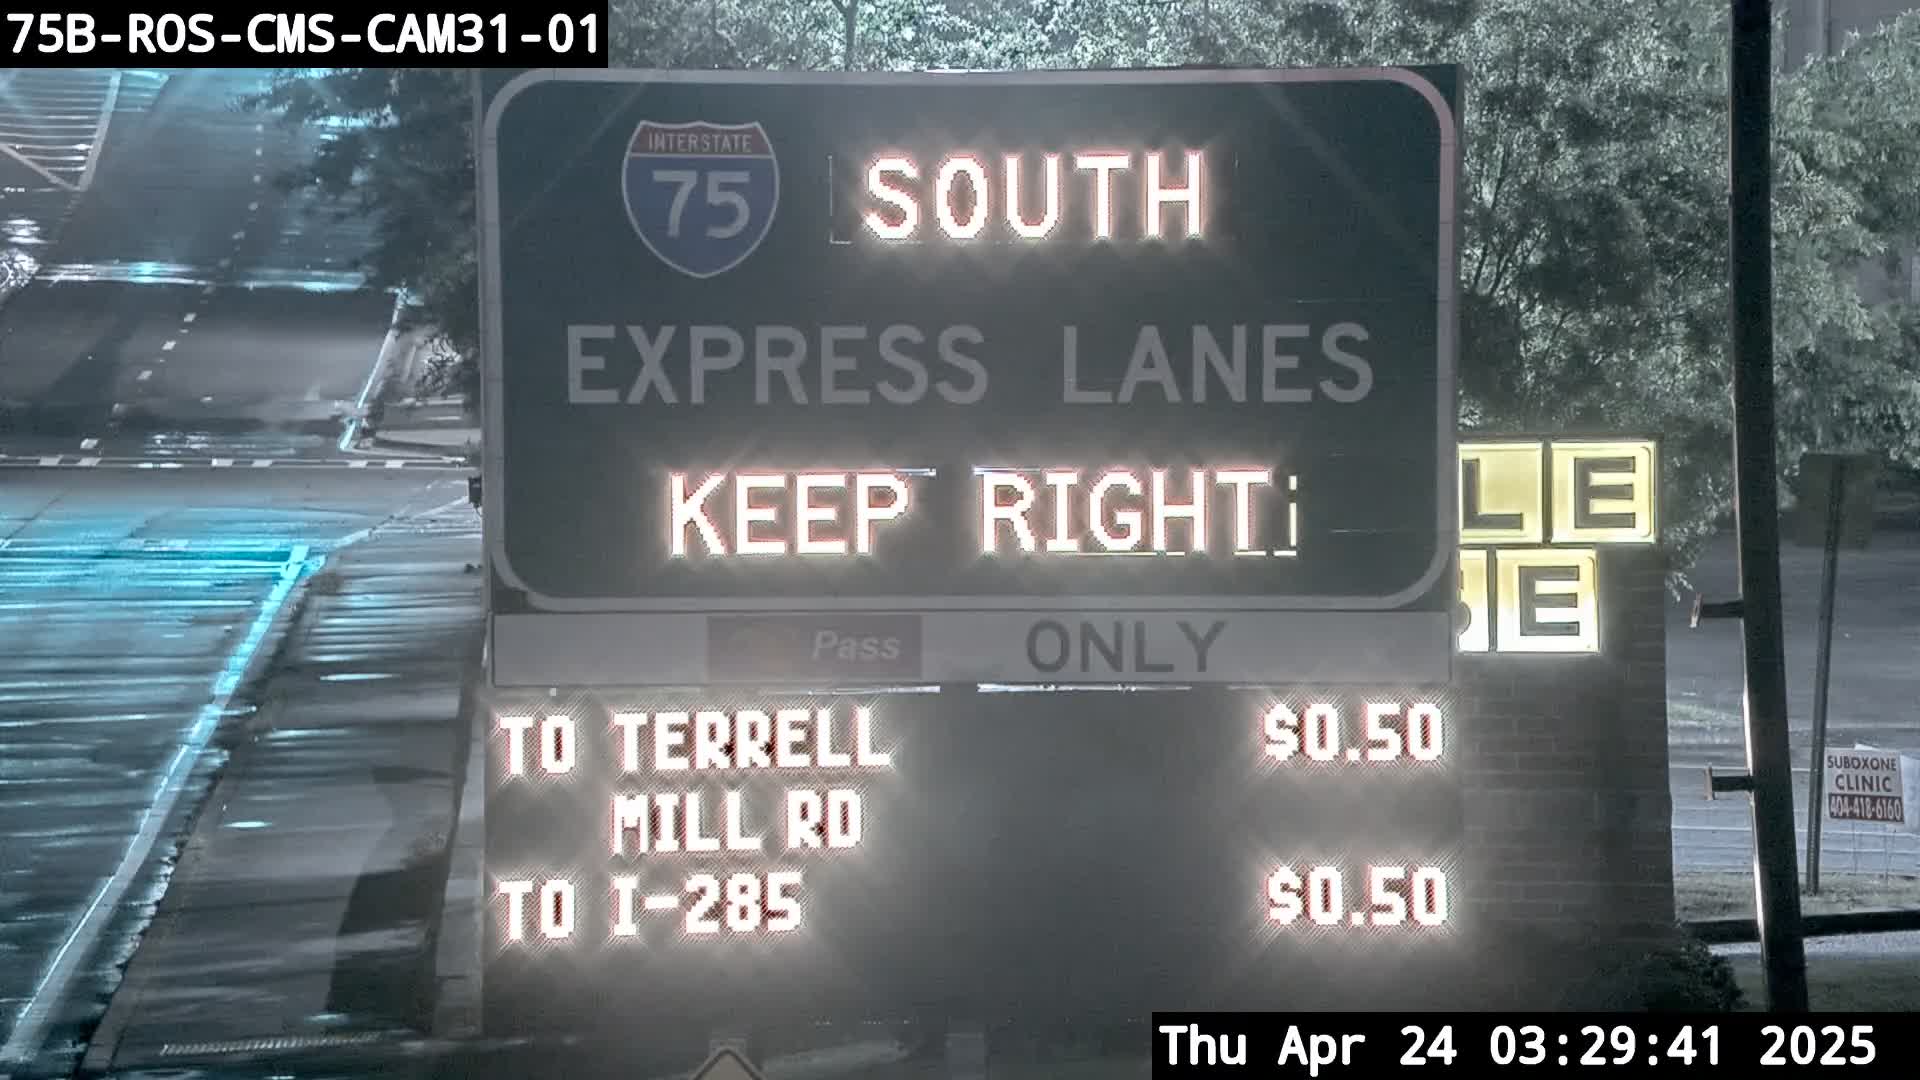 75B-ROS-CMS-CAM31-01
INTERSTATE
75
SOUTH
EXPRESS LANES
KEEP RIGHT
Pass ONLY
TO TERRELL $0.50
MILL RD
TO I-285 $0.50
LE
E
SUBOXONE
CLINIC
404-418-6160
Thu Apr 24 03:29:41 2025